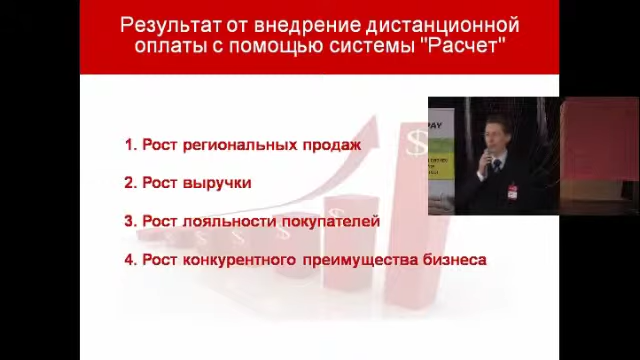 Результат от внедрение дистанционной
оплаты с помощью системы "Расчет"
1. Рост региональных продаж
2. Рост выручки
3. Рост лояльности покупателей
4. Рост конкурентного преимущества бизнеса
PAY